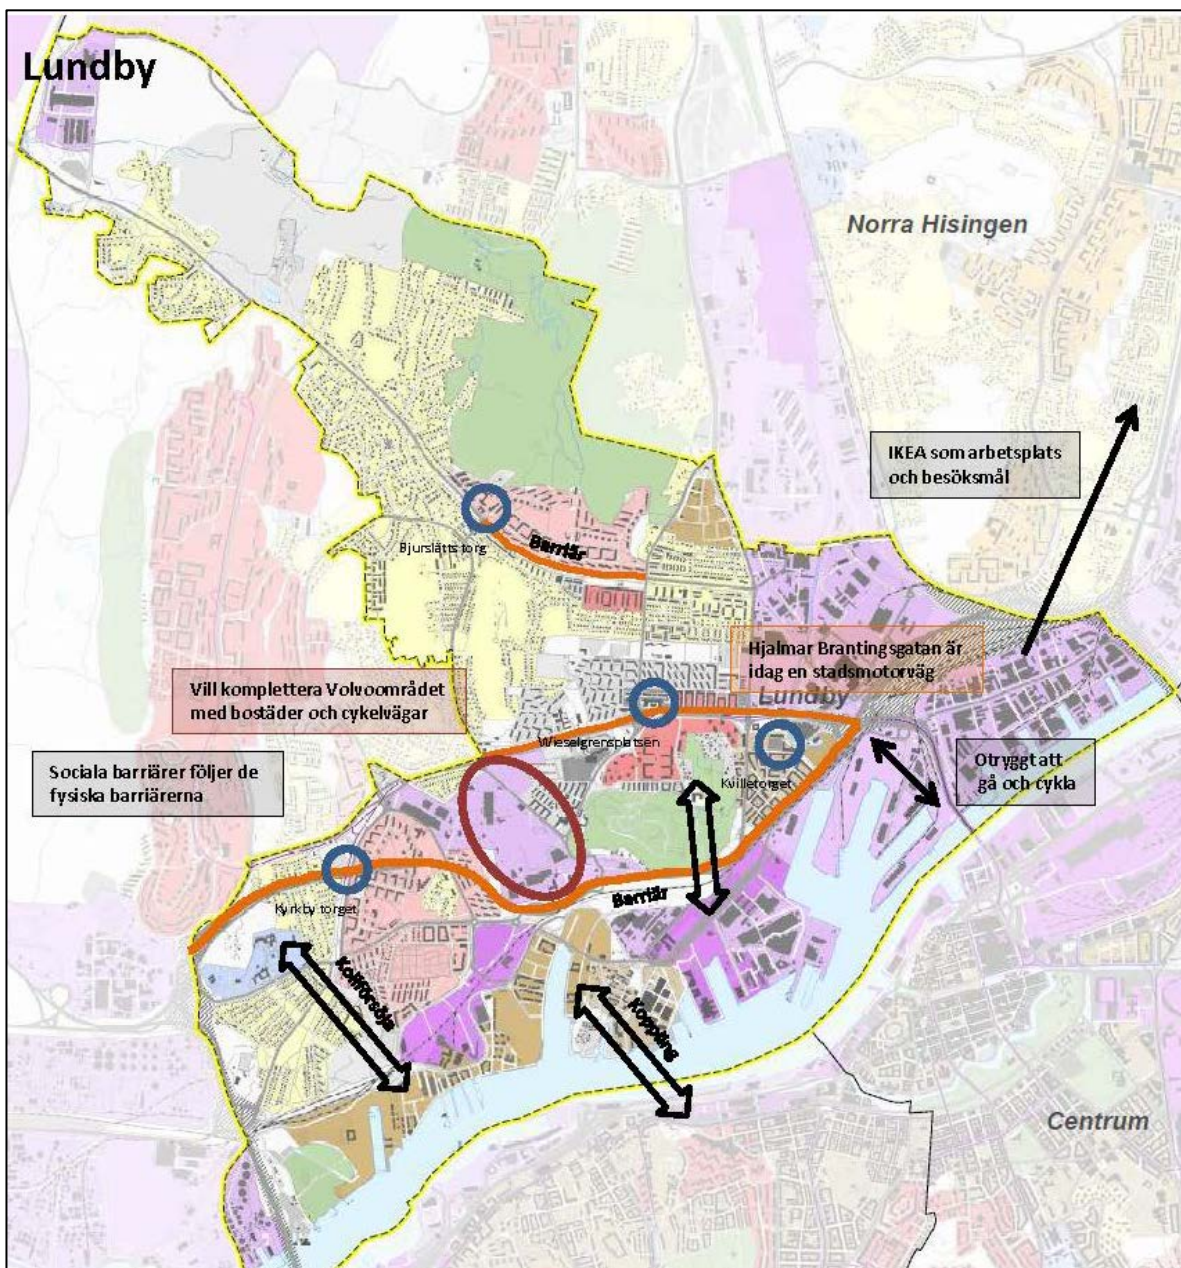 Lundby
Norra Hisingen
IKEA som arbetsplats
och besöksmål
Bjurslätts torg
Barriär
Hjalmar Brantingsgatan är
idag en stadsmotorväg
Lundby
Vill komplettera Volvoområdet
med bostäder och cykelvägar
Wieselgrensplatsen
Kvilletorget
Otryggt att
gå och cykla
Sociala barriärer följer de
fysiska barriärerna
Barriär
Kyrkby torget
Kollförsölja
Koppling
Centrum